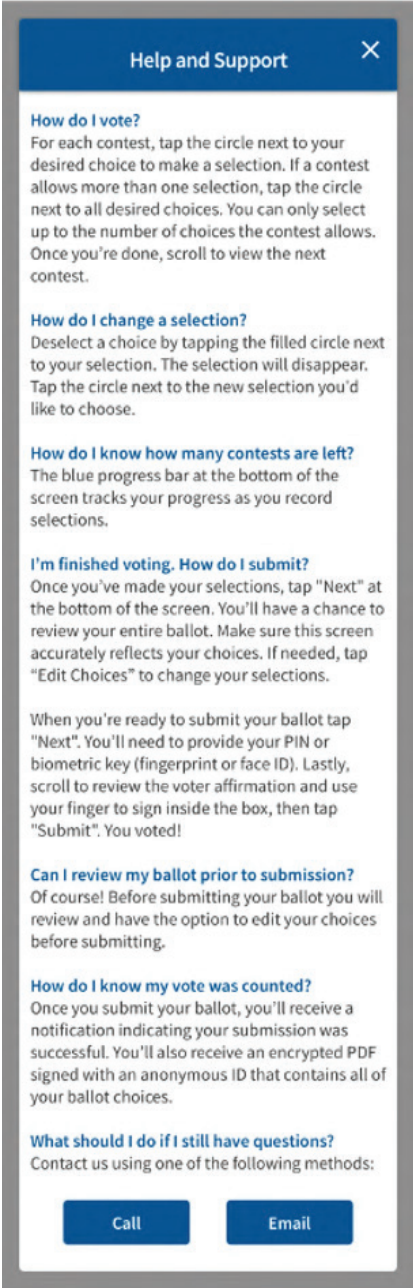 Help and Support
How do I vote?
For each contest, tap the circle next to your
desired choice to make a selection. If a contest
allows more than one selection, tap the circle
next to all desired choices. You can only select
up to the number of choices the contest allows.
Once you're done, scroll to view the next
contest.
How do I change a selection?
Deselect a choice by tapping the filled circle next
to your selection. The selection will disappear.
Tap the circle next to the new selection you'd
like to choose.
How do I know how many contests are left?
The blue progress bar at the bottom of the
screen tracks your progress as you record
selections.
I'm finished voting. How do I submit?
Once you've made your selections, tap "Next" at
the bottom of the screen. You'll have a chance to
review your entire ballot. Make sure this screen
accurately reflects your choices. If needed, tap
“Edit Choices” to change your selections.
When you're ready to submit your ballot tap
"Next". You'll need to provide your PIN or
biometric key (fingerprint or face ID). Lastly,
scroll to review the voter affirmation and use
your finger to sign inside the box, then tap
"Submit". You voted!
Can I review my ballot prior to submission?
Of course! Before submitting your ballot you will
review and have the option to edit your choices
before submitting.
How do I know my vote was counted?
Once you submit your ballot, you'll receive a
notification indicating your submission was
successful. You'll also receive an encrypted PDF
signed with an anonymous ID that contains all of
your ballot choices.
What should I do if I still have questions?
Contact us using one of the following methods:
Call
Email